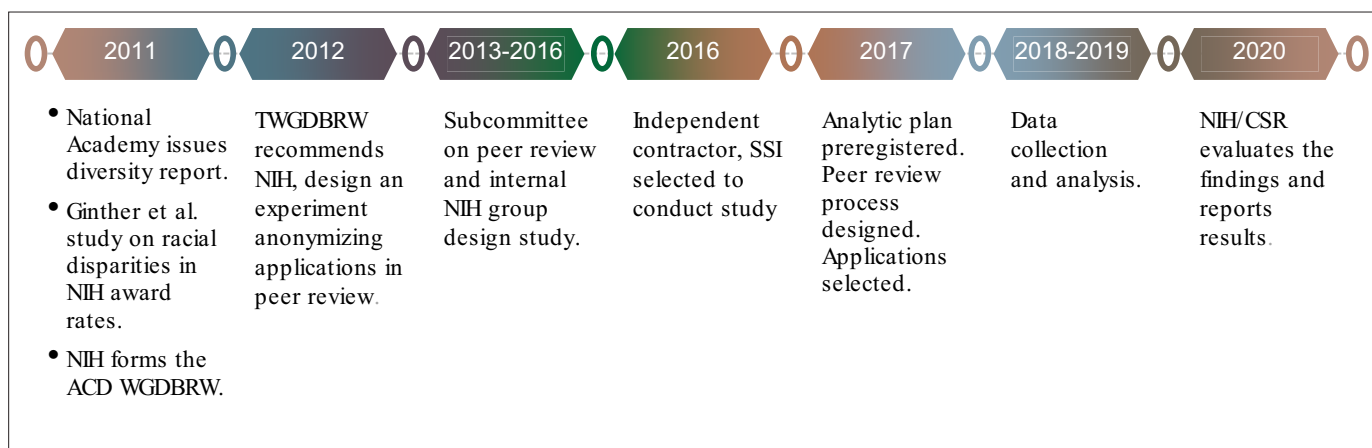 2011
2012
2013-2016
2016
2017
2018-2019
2020
• National
Academy issues
diversity report.
• Ginther et al.
study on racial
disparities in
NIH award
rates.
• NIH forms the
ACD WGDBRW.
TWGDBRW
recommends
NIH, design an
experiment
anonymizing
applications in
peer review.
Subcommittee
on peer review
and internal
NIH group
design study.
Independent
contractor, SSI
selected to
conduct study
Analytic plan
preregistered.
Peer review
process
designed.
Applications
selected.
Data
collection
and analysis.
NIH/CSR
evaluates the
findings and
reports
results.